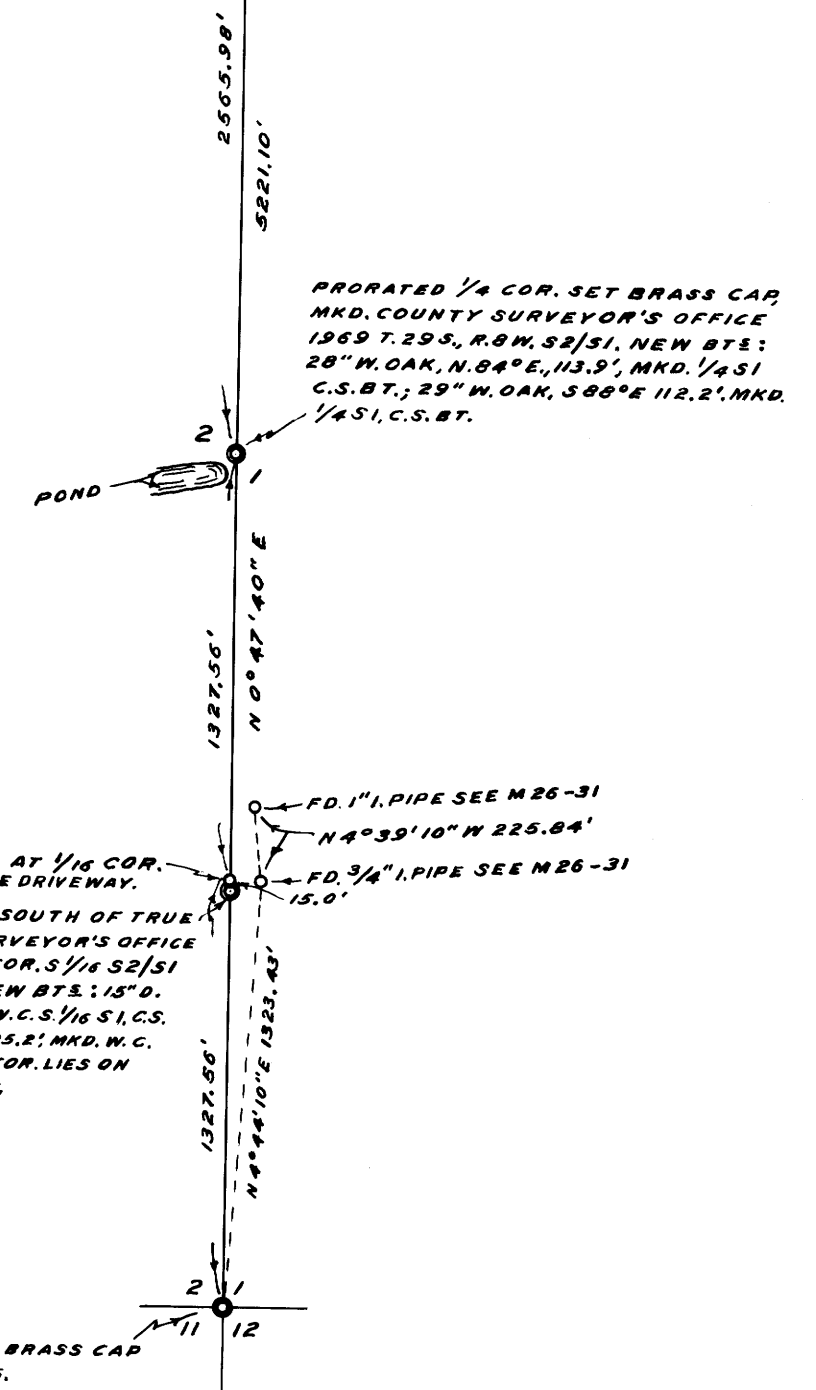 2565.98'
5221.10'
PRORATED 1/4 COR. SET BRASS CAP,
MKD. COUNTY SURVEYOR'S OFFICE
1969 T.29S., R.8W. S2/S1. NEW BTS:
28" W. OAK, N.84°E., 113.9', MKD. 1/4 S1
C.S.BT.; 29" W. OAK, S88°E 112.2'. MKD.
1/4 S1, C.S. BT.
2
1
POND
N 0° 47' 40" E
1327.56'
FD. 1" I. PIPE SEE M 26-31
N 4° 39' 10" W 225.84'
AT 1/16 COR.
E DRIVEWAY.
FD. 3/4" I. PIPE SEE M 26-31
15.0'
SOUTH OF TRUE
RVEYOR'S OFFICE
COR. S 1/16 S2/S1
EW BTS: 15" D.
W.C.S. 1/16 S1, C.S.
5.2', MKD. W.C.
COR. LIES ON
1327.56'
N 4° 44' 10" E 1323.43'
2 1
11 12
BRASS CAP